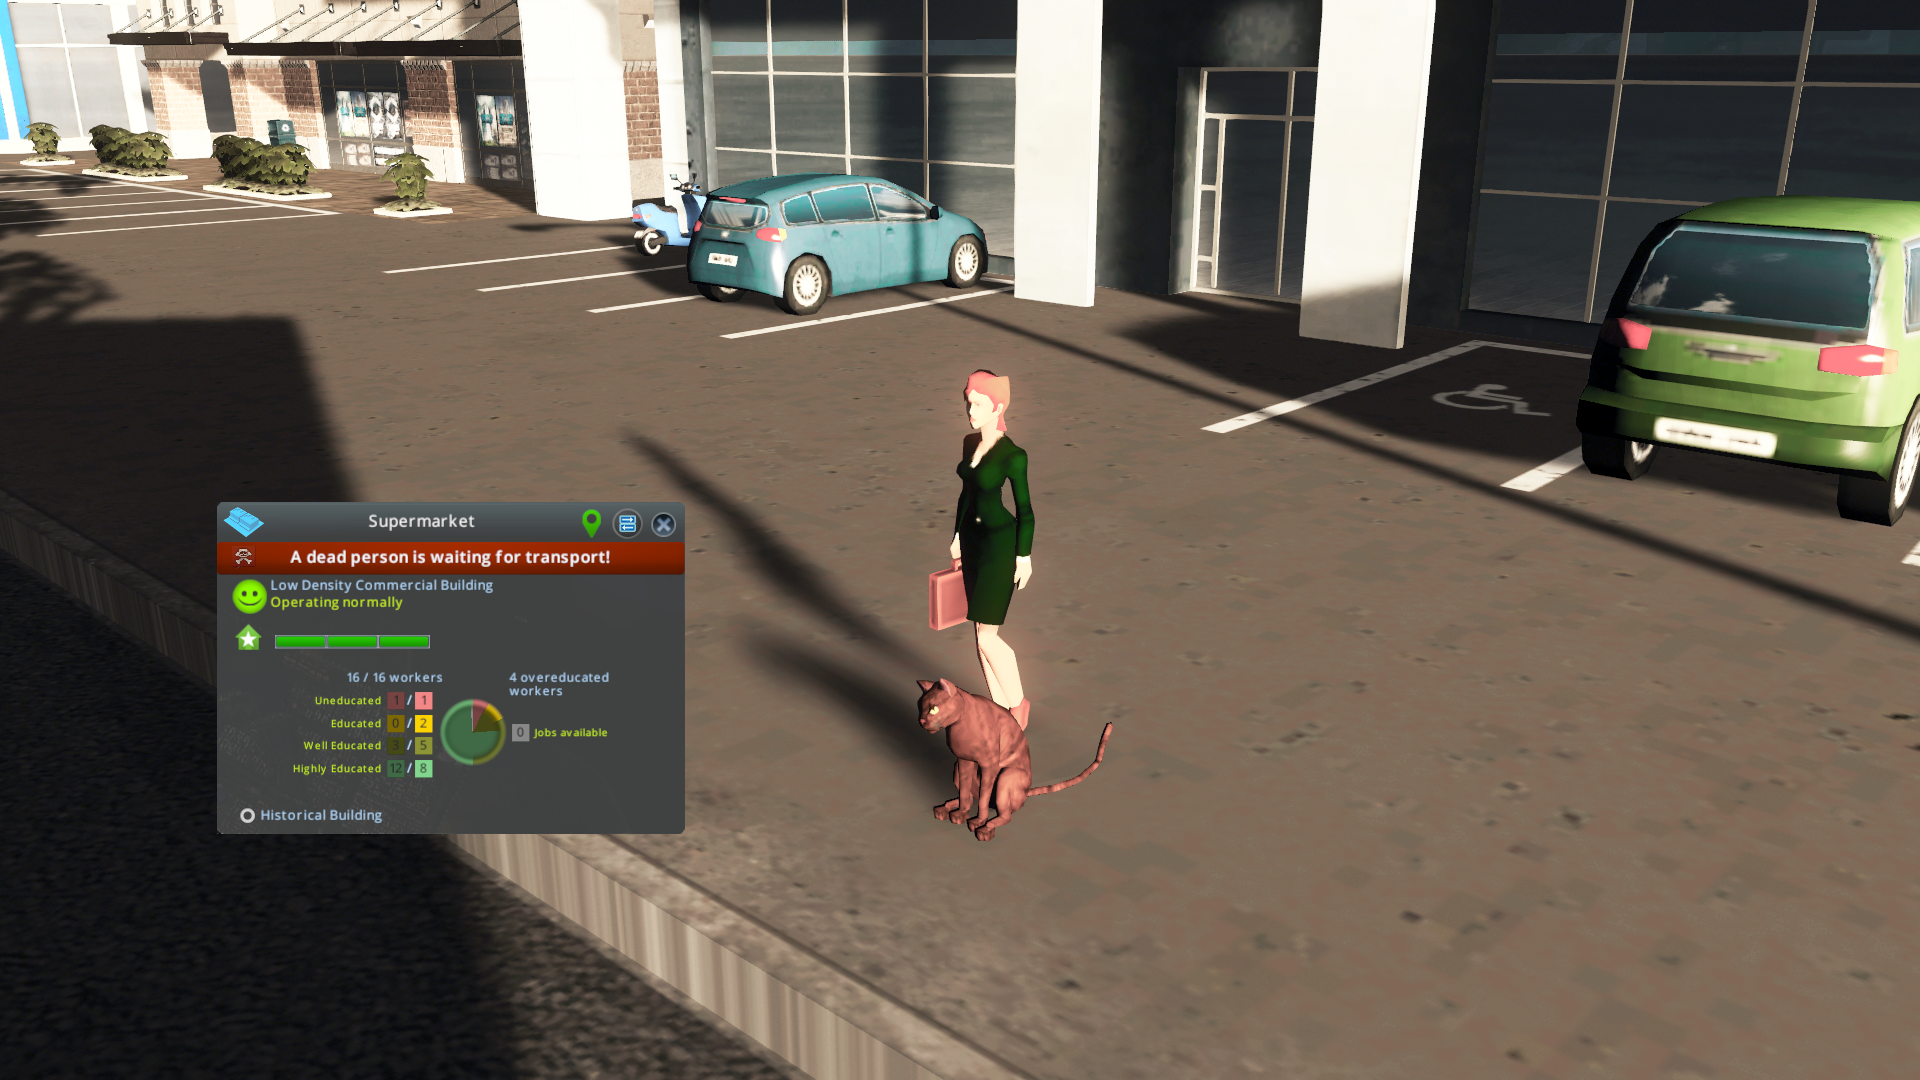 Supermarket
A dead person is waiting for transport!
Low Density Commercial Building
Operating normally
16 / 16 workers
4 overeducated
workers
Uneducated 1 / 1
Educated 0 / 2
0 Jobs available
Well Educated 3 / 5
Highly Educated 12 / 8
Historical Building